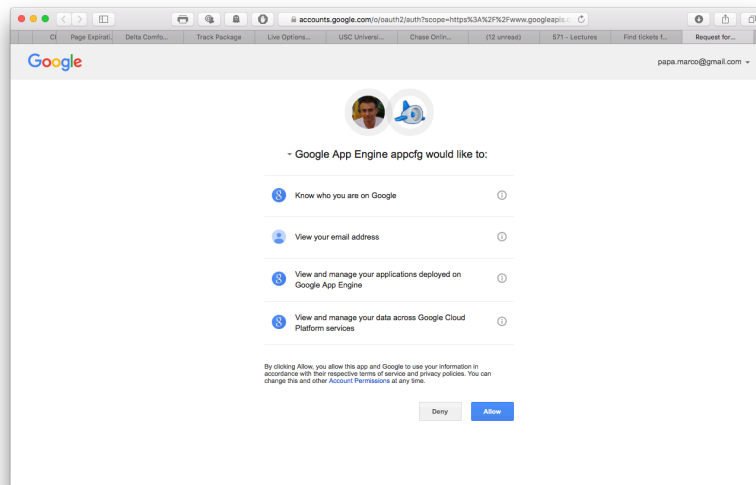 accounts.google.com/o/oauth2/auth?scope=https%3A%2F%2Fwww.googleapis.c
Page Expirati.
Delta Comfo...
Track Package
Live Options...
USC Universi...
Chase Onlin...
(12 unread)
571 - Lectures
Find tickets f...
Request for...
Google
papa.marco@gmail.com
Google App Engine appcfg would like to:
Know who you are on Google
View your email address
View and manage your applications deployed on
Google App Engine
View and manage your data across Google Cloud
Platform services
By clicking Allow, you allow this app and Google to use your information in
accordance with their respective terms of service and privacy policies. You can
change this and other Account Permissions at any time.
Deny
Allow